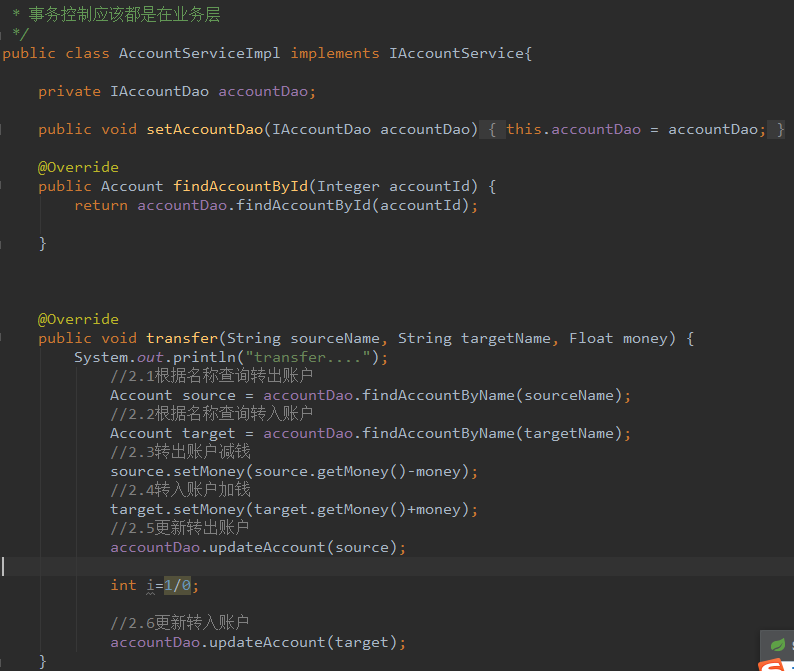 * 事务控制应该都是在业务层
*/
public class AccountServiceImpl implements IAccountService{
private IAccountDao accountDao;
public void setAccountDao(IAccountDao accountDao) { this.accountDao = accountDao; }
@Override
public Account findAccountById(Integer accountId) {
return accountDao.findAccountById(accountId);
}
@Override
public void transfer(String sourceName, String targetName, Float money) {
System.out.println("transfer....");
//2.1根据名称查询转出账户
Account source = accountDao.findAccountByName(sourceName);
//2.2根据名称查询转入账户
Account target = accountDao.findAccountByName(targetName);
//2.3转出账户减钱
source.setMoney(source.getMoney()-money);
//2.4转入账户加钱
target.setMoney(target.getMoney()+money);
//2.5更新转出账户
accountDao.updateAccount(source);
int i=1/0;
//2.6更新转入账户
accountDao.updateAccount(target);
}